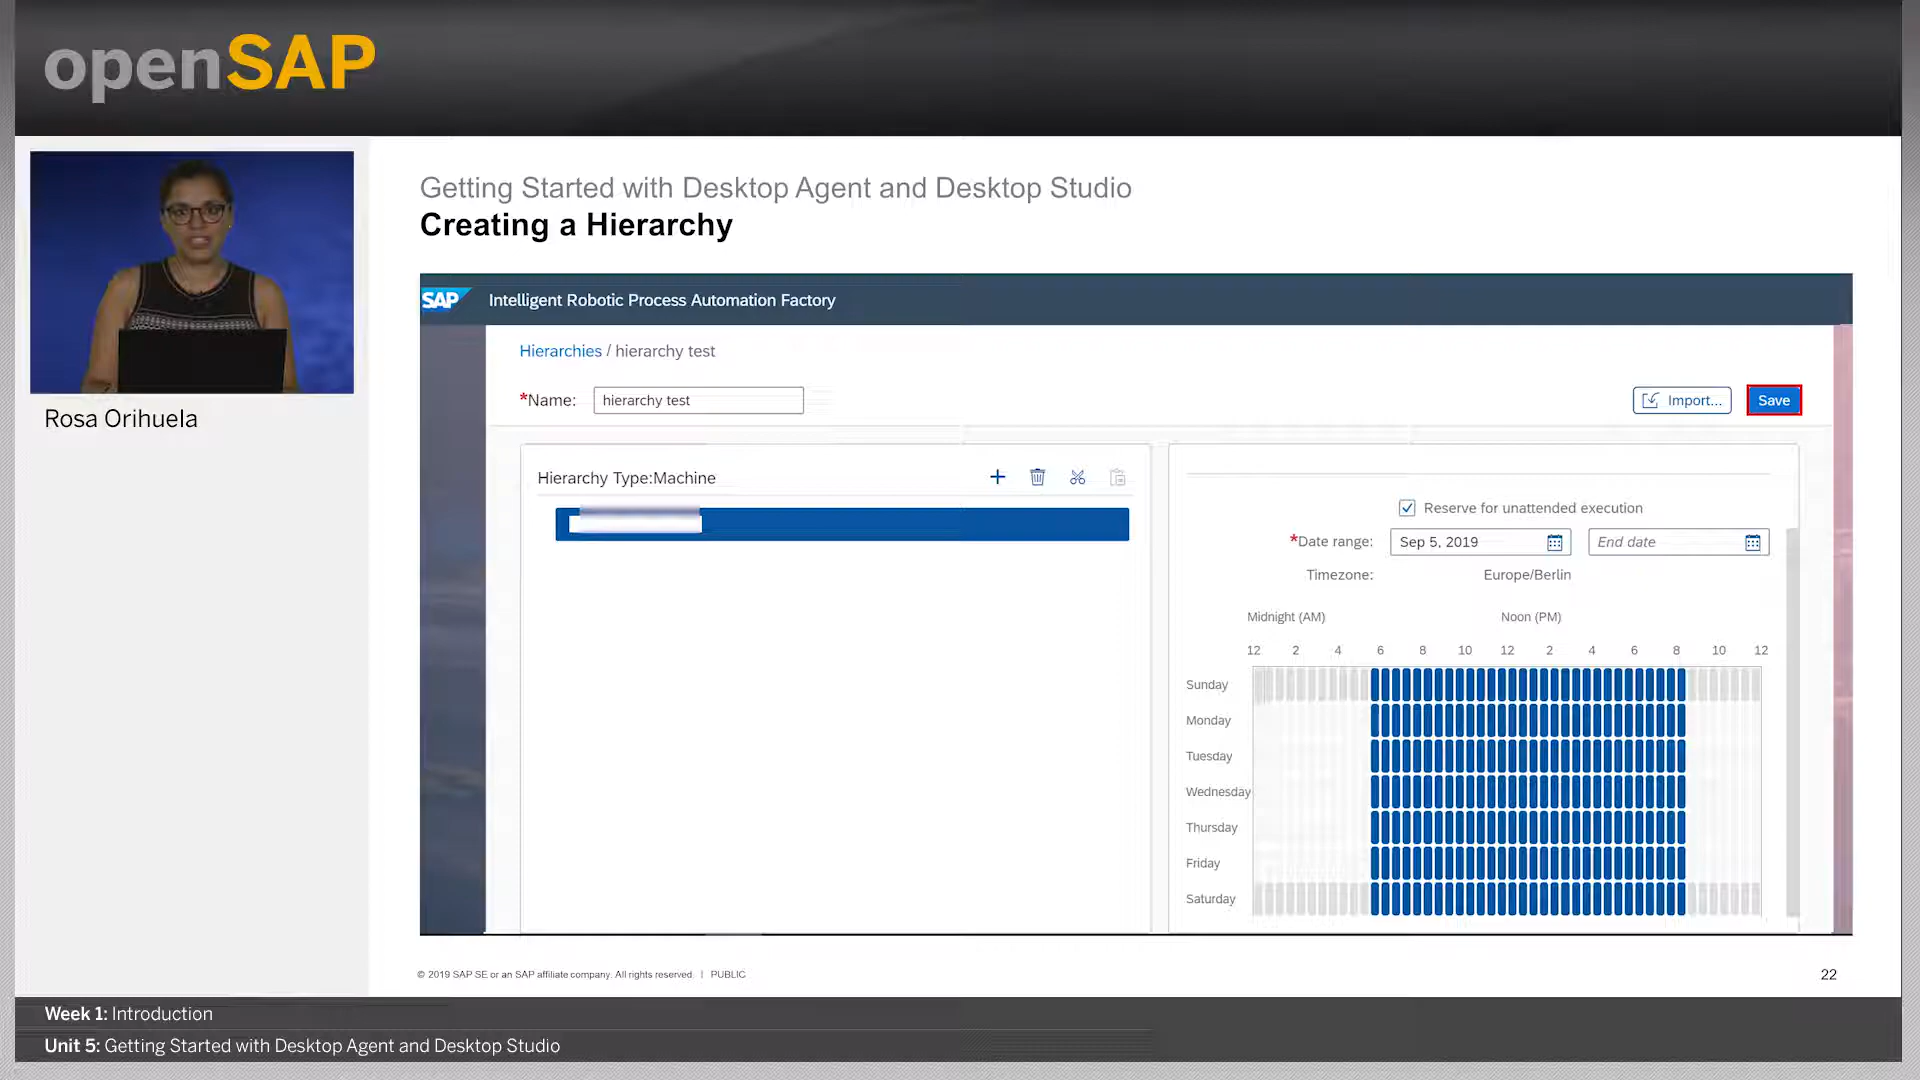 openSAP
Rosa Orihuela
Getting Started with Desktop Agent and Desktop Studio
Creating a Hierarchy
SAP Intelligent Robotic Process Automation Factory
Hierarchies / hierarchy test
*Name: hierarchy test Import... Save
Hierarchy Type:Machine
Reserve for unattended execution
*Date range: Sep 5, 2019 End date
Timezone: Europe/Berlin
Midnight (AM) Noon (PM)
12 2 4 6 8 10 12 2 4 6 8 10 12
Sunday
Monday
Tuesday
Wednesday
Thursday
Friday
Saturday
© 2019 SAP SE or an SAP affiliate company. All rights reserved. | PUBLIC 22
Week 1: Introduction
Unit 5: Getting Started with Desktop Agent and Desktop Studio